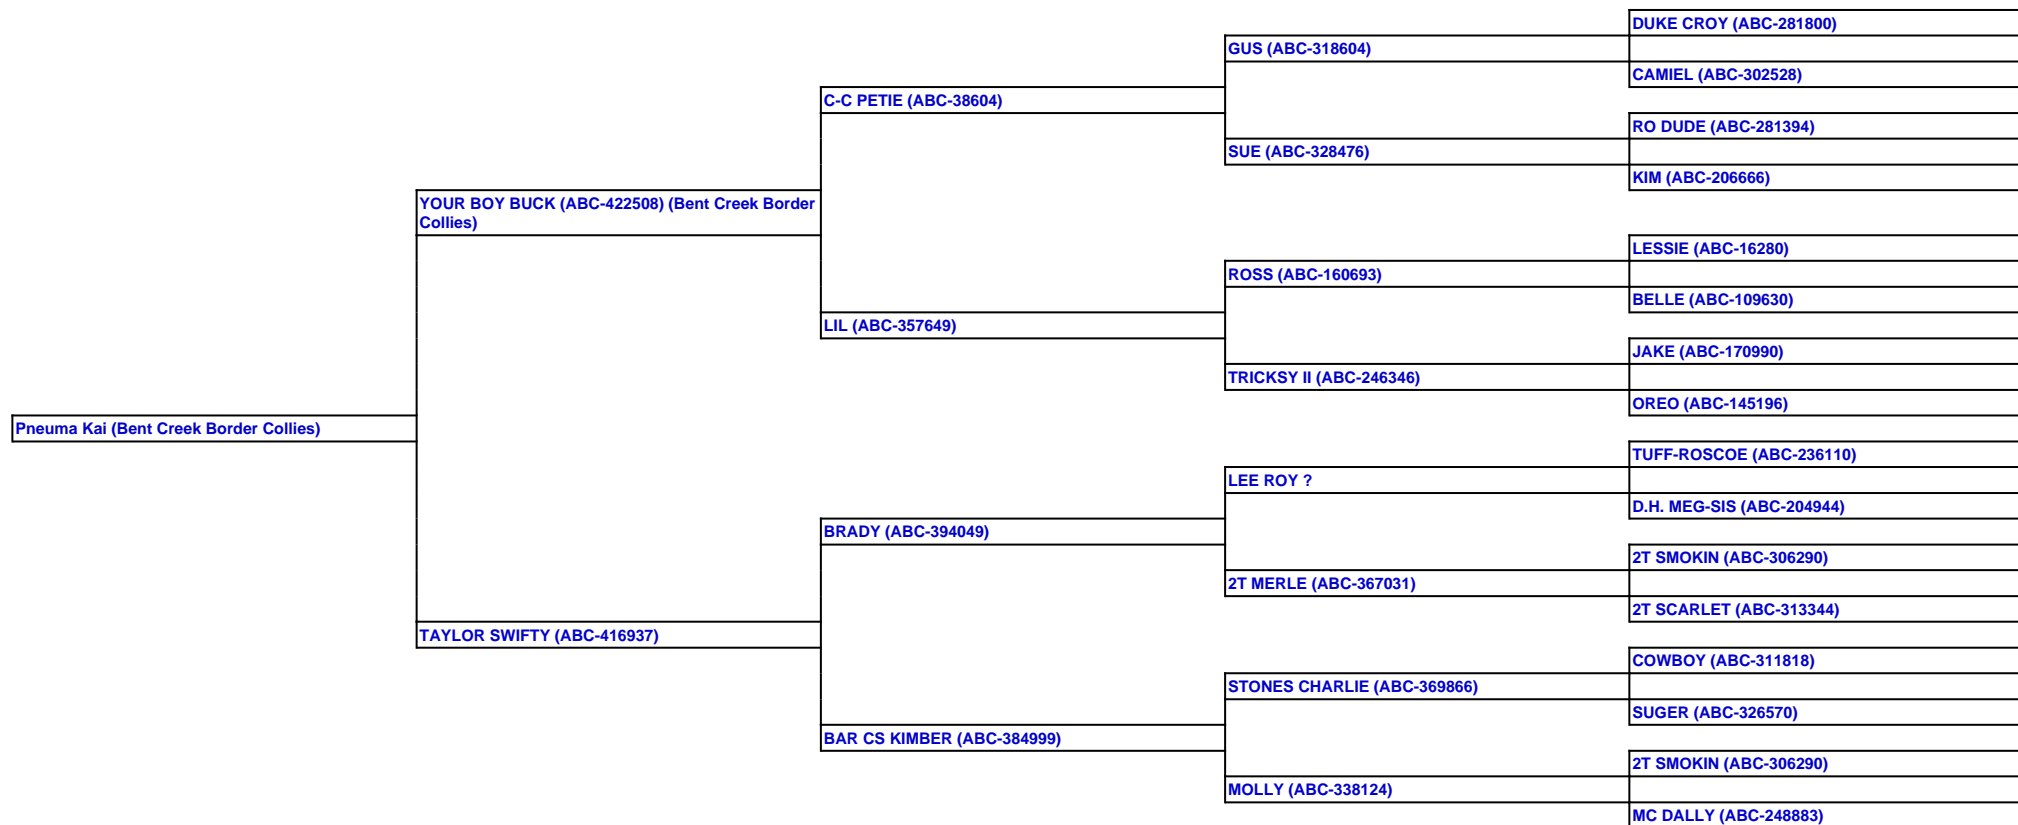 DUKE CROY (ABC-281800)
GUS (ABC-318604)
CAMIEL (ABC-302528)
C-C PETIE (ABC-38604)
RO DUDE (ABC-281394)
SUE (ABC-328476)
KIM (ABC-206666)
YOUR BOY BUCK (ABC-422508) (Bent Creek Border
Collies)
LESSIE (ABC-16280)
ROSS (ABC-160693)
BELLE (ABC-109630)
LIL (ABC-357649)
JAKE (ABC-170990)
TRICKSY II (ABC-246346)
OREO (ABC-145196)
Pneuma Kai (Bent Creek Border Collies)
TUFF-ROSCOE (ABC-236110)
LEE ROY ?
D.H. MEG-SIS (ABC-204944)
BRADY (ABC-394049)
2T SMOKIN (ABC-306290)
2T MERLE (ABC-367031)
2T SCARLET (ABC-313344)
TAYLOR SWIFTY (ABC-416937)
COWBOY (ABC-311818)
STONES CHARLIE (ABC-369866)
SUGER (ABC-326570)
BAR CS KIMBER (ABC-384999)
2T SMOKIN (ABC-306290)
MOLLY (ABC-338124)
MC DALLY (ABC-248883)